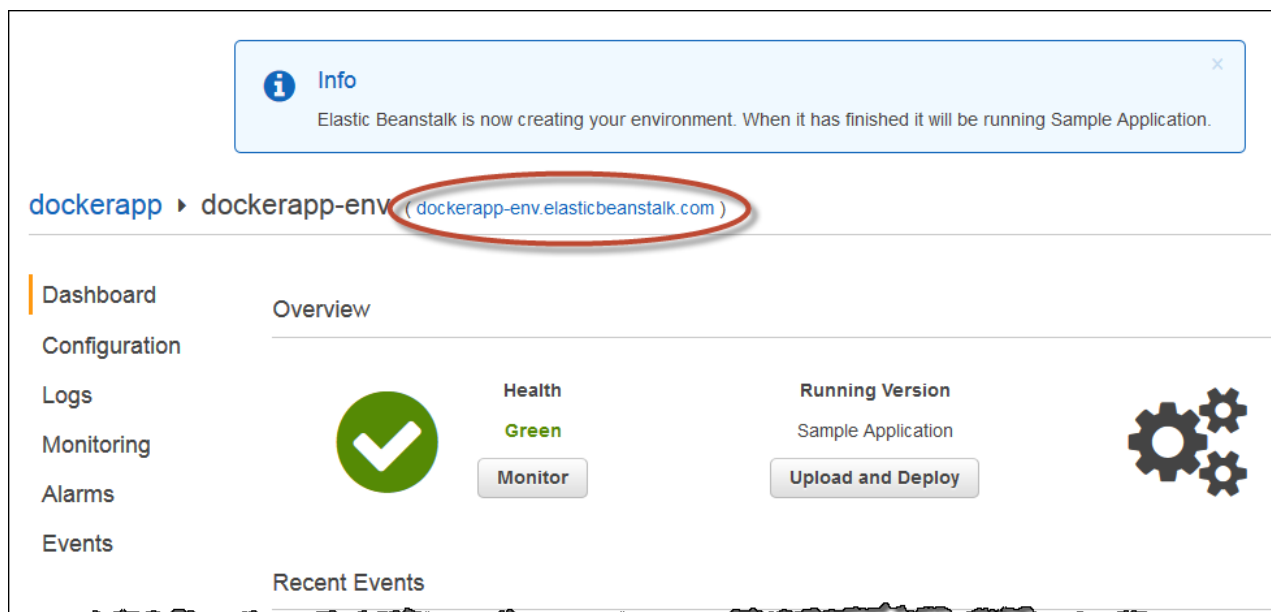 Info
Elastic Beanstalk is now creating your environment. When it has finished it will be running Sample Application.
dockerapp ▸ dockerapp-env ( dockerapp-env.elasticbeanstalk.com )
Dashboard
Configuration
Logs
Monitoring
Alarms
Events
Overview
Health
Green
Monitor
Running Version
Sample Application
Upload and Deploy
Recent Events